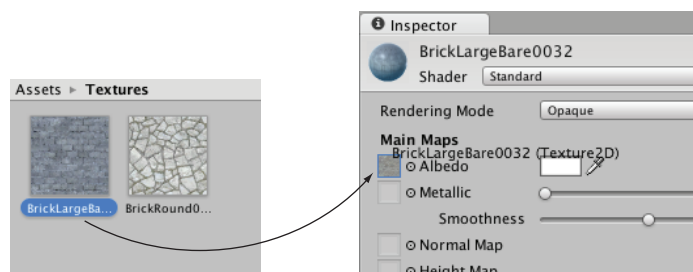 Assets ▸ Textures
BrickLargeBa... BrickRound0...
Inspector
BrickLargeBare0032
Shader Standard
Rendering Mode Opaque
Main Maps
BrickLargeBare0032 (Texture2D)
Albedo
Metallic
Smoothness
Normal Map
Height Map